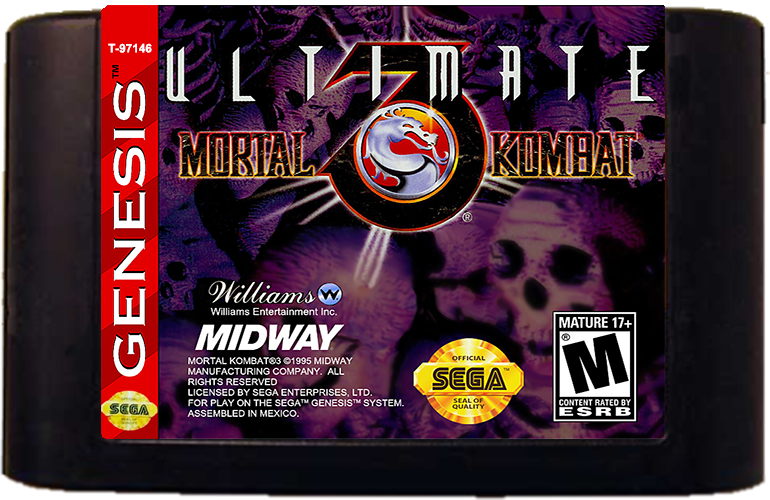 T-97146
GENESIS™
SEGA
ULTIMATE
MORTAL 3 KOMBAT
®
Williams W
Williams Entertainment Inc.
MIDWAY
MORTAL KOMBAT®3 ©1995 MIDWAY
MANUFACTURING COMPANY. ALL
RIGHTS RESERVED
LICENSED BY SEGA ENTERPRISES, LTD.
FOR PLAY ON THE SEGA™ GENESIS™ SYSTEM.
ASSEMBLED IN MEXICO.
OFFICIAL
SEGA™
SEAL OF
QUALITY
MATURE 17+
M
®
CONTENT RATED BY
ESRB